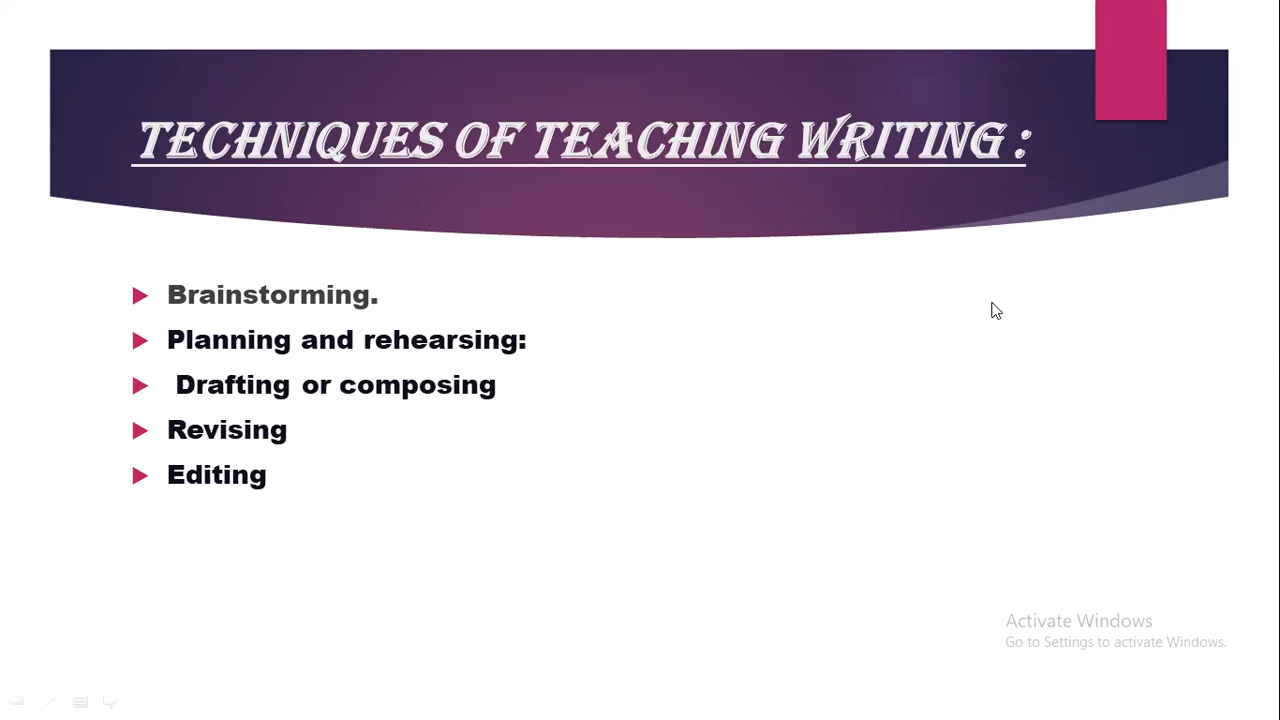 TECHNIQUES OF TEACHING WRITING :
Brainstorming.
Planning and rehearsing:
Drafting or composing
Revising
Editing
Activate Windows
Go to Settings to activate Windows.